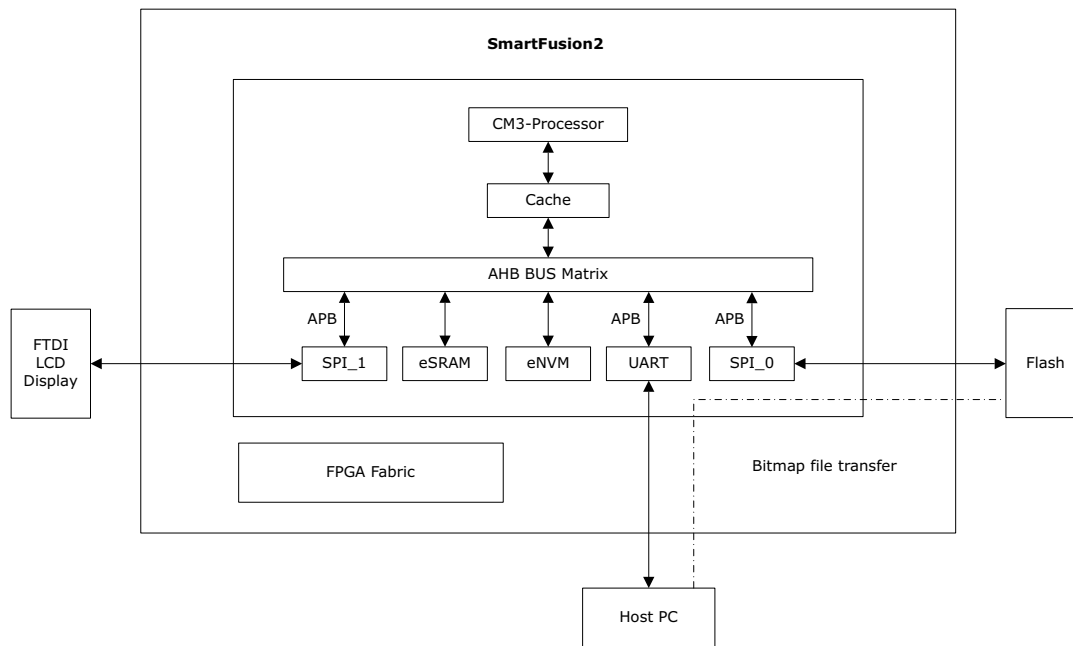 SmartFusion2
CM3-Processor
Cache
AHB BUS Matrix
APB
APB
APB
FTDI
LCD
Display
SPI_1
eSRAM
eNVM
UART
SPI_0
Flash
FPGA Fabric
Bitmap file transfer
Host PC